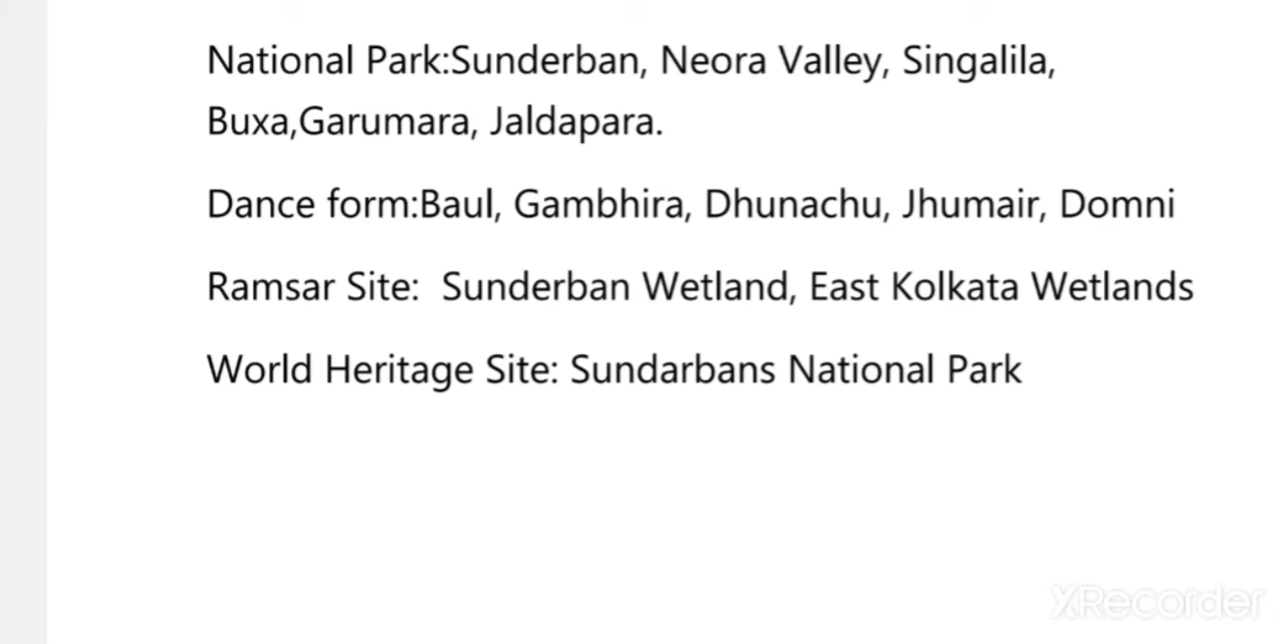 National Park:Sunderban, Neora Valley, Singalila,
Buxa,Garumara, Jaldapara.
Dance form:Baul, Gambhira, Dhunachu, Jhumair, Domni
Ramsar Site:  Sunderban Wetland, East Kolkata Wetlands
World Heritage Site: Sundarbans National Park
XRecorder